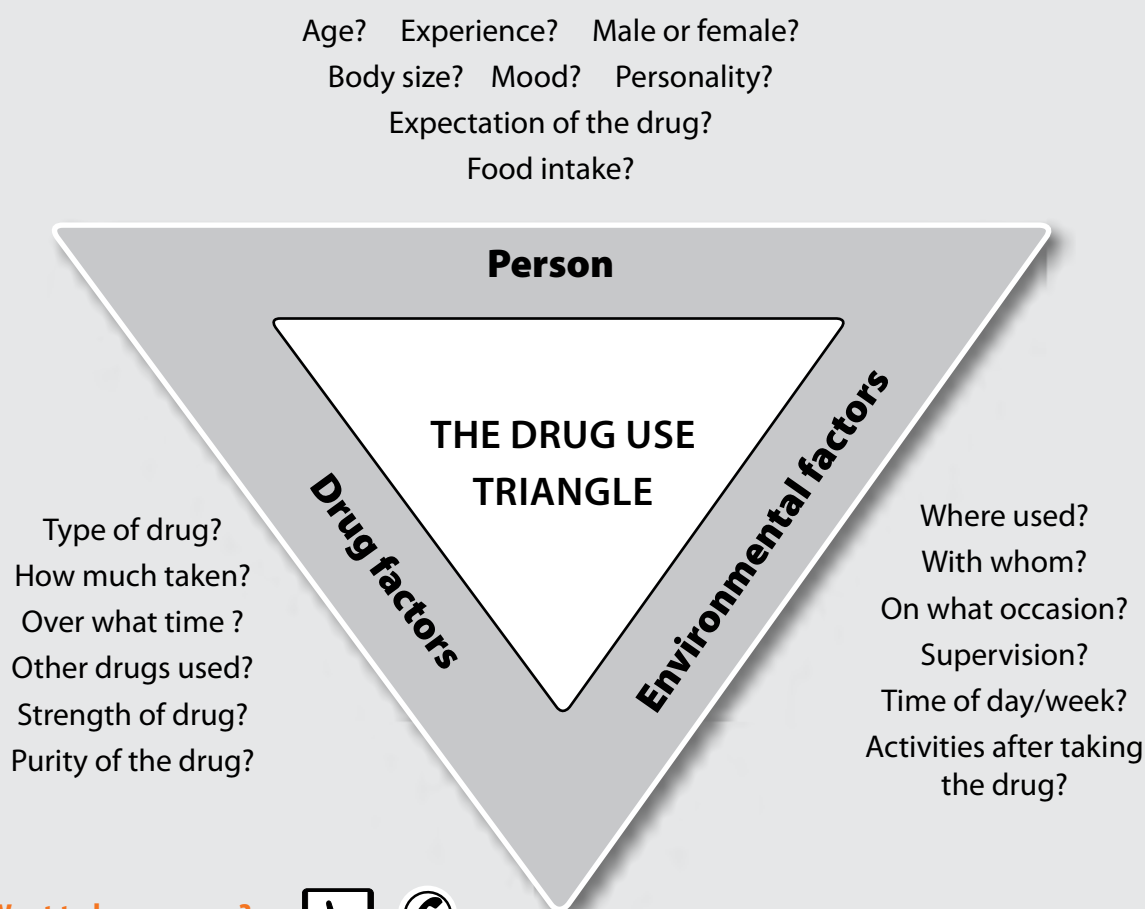 Age? Experience? Male or female?
Body size? Mood? Personality?
Expectation of the drug?
Food intake?
Person
THE DRUG USE
TRIANGLE
Drug factors
Environmental factors
Type of drug?
How much taken?
Over what time ?
Other drugs used?
Strength of drug?
Purity of the drug?
Where used?
With whom?
On what occasion?
Supervision?
Time of day/week?
Activities after taking
the drug?